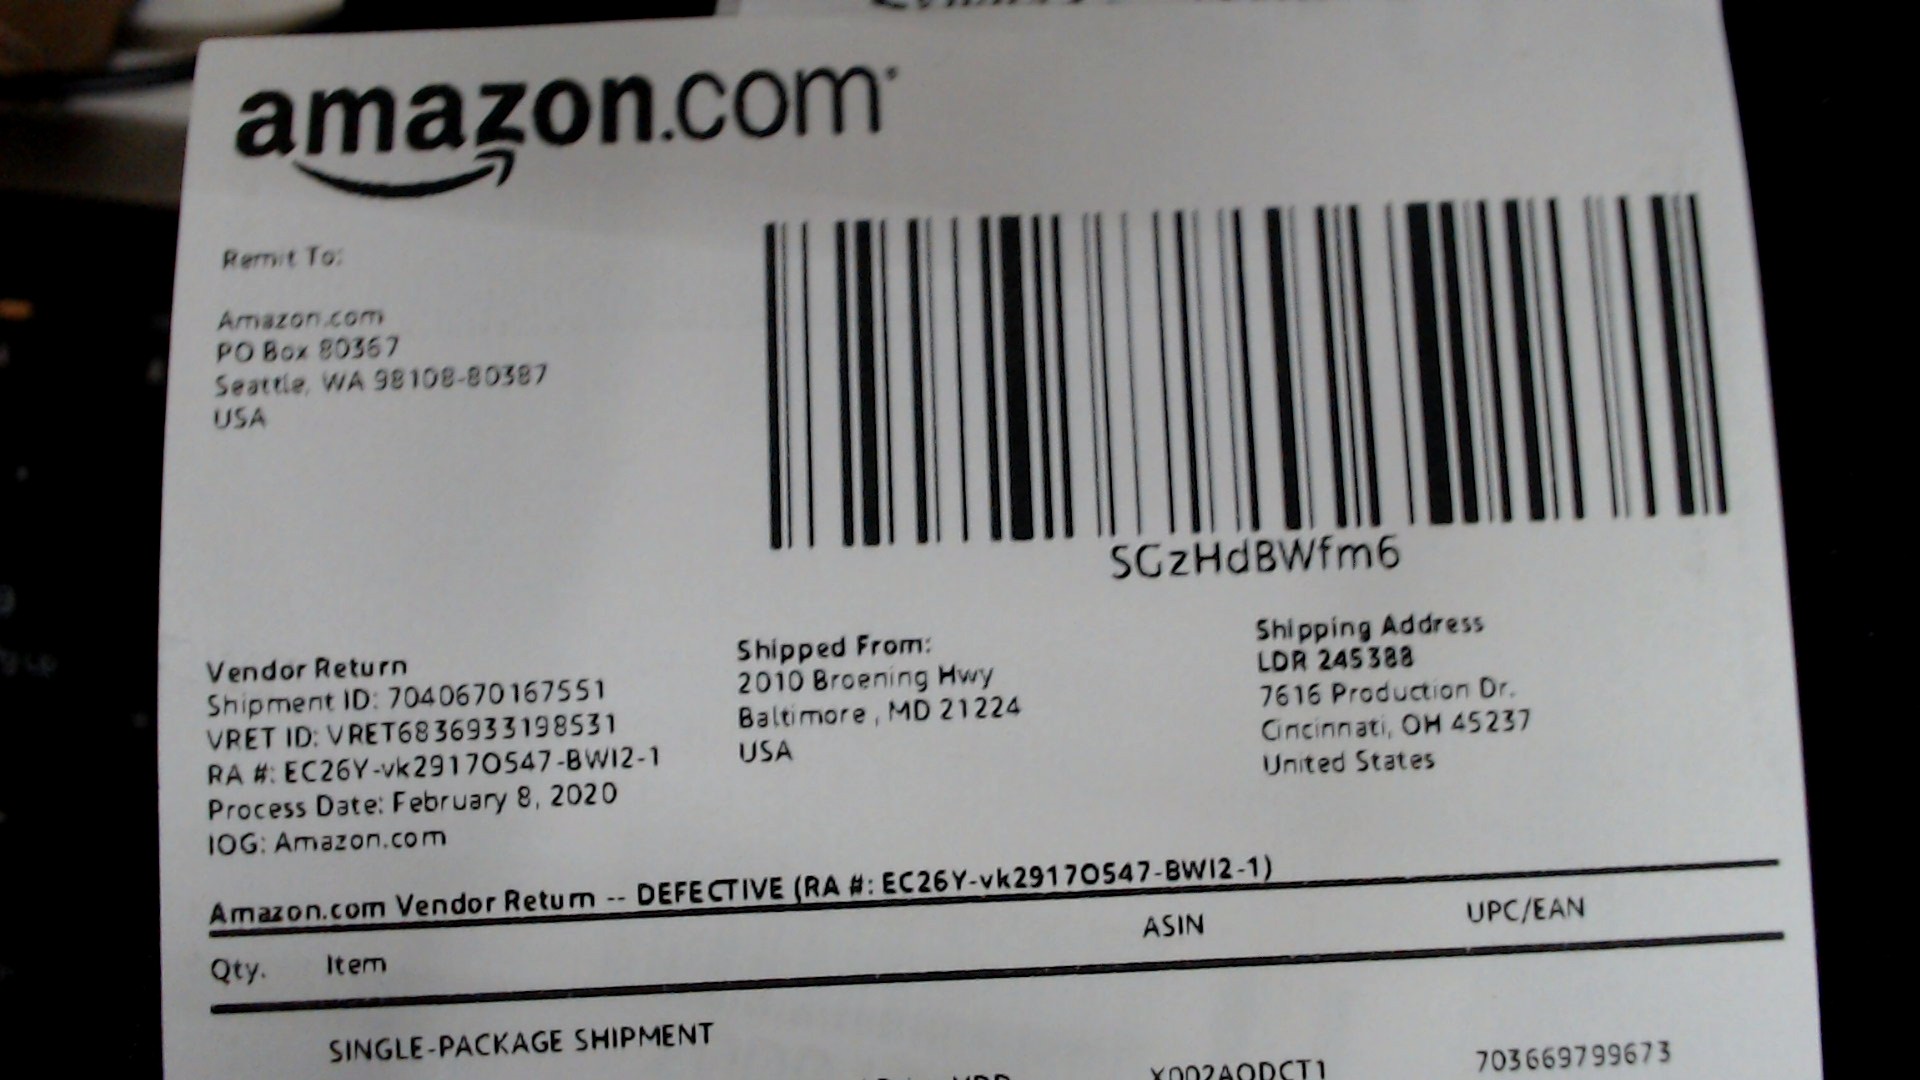 amazon.com
Remit To:
Amazon.com
PO Box 80367
Seattle, WA 98108-80387
USA
SGzHdBWfm6
Vendor Return
Shipment ID: 7040670167551
VRET ID: VRET6836933198531
RA #: EC26Y-vk2917O547-BWI2-1
Process Date: February 8, 2020
IOG: Amazon.com
Shipped From:
2010 Broening Hwy
Baltimore, MD 21224
USA
Shipping Address
LDR 245388
7616 Production Dr.
Cincinnati, OH 45237
United States
Amazon.com Vendor Return -- DEFECTIVE (RA #: EC26Y-vk2917O547-BWI2-1)
Qty. Item ASIN UPC/EAN
SINGLE-PACKAGE SHIPMENT
703669799673